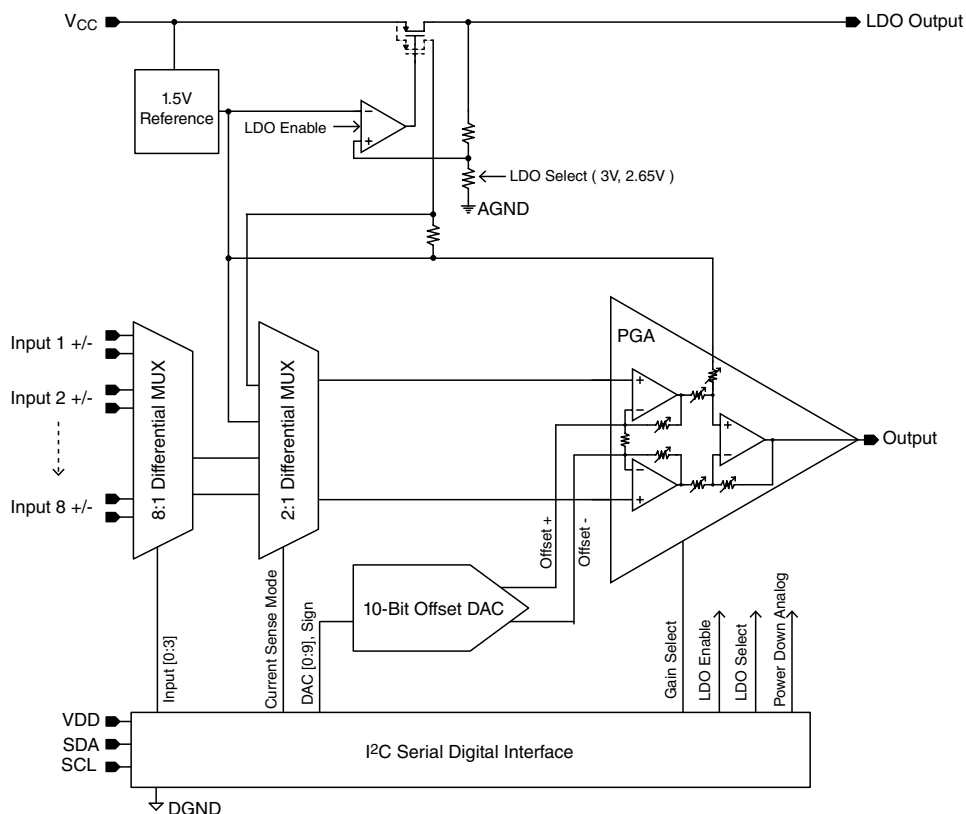 VCC
LDO Output
1.5V
Reference
LDO Enable
−
+
LDO Select ( 3V, 2.65V )
AGND
Input 1 +/-
Input 2 +/-
Input 8 +/-
8:1 Differential MUX
2:1 Differential MUX
PGA
+
−
−
+
+
−
Output
Offset +
Offset -
10-Bit Offset DAC
Input [0:3]
Current Sense Mode
DAC [0:9], Sign
Gain Select
LDO Enable
LDO Select
Power Down Analog
VDD
SDA
SCL
I²C Serial Digital Interface
DGND